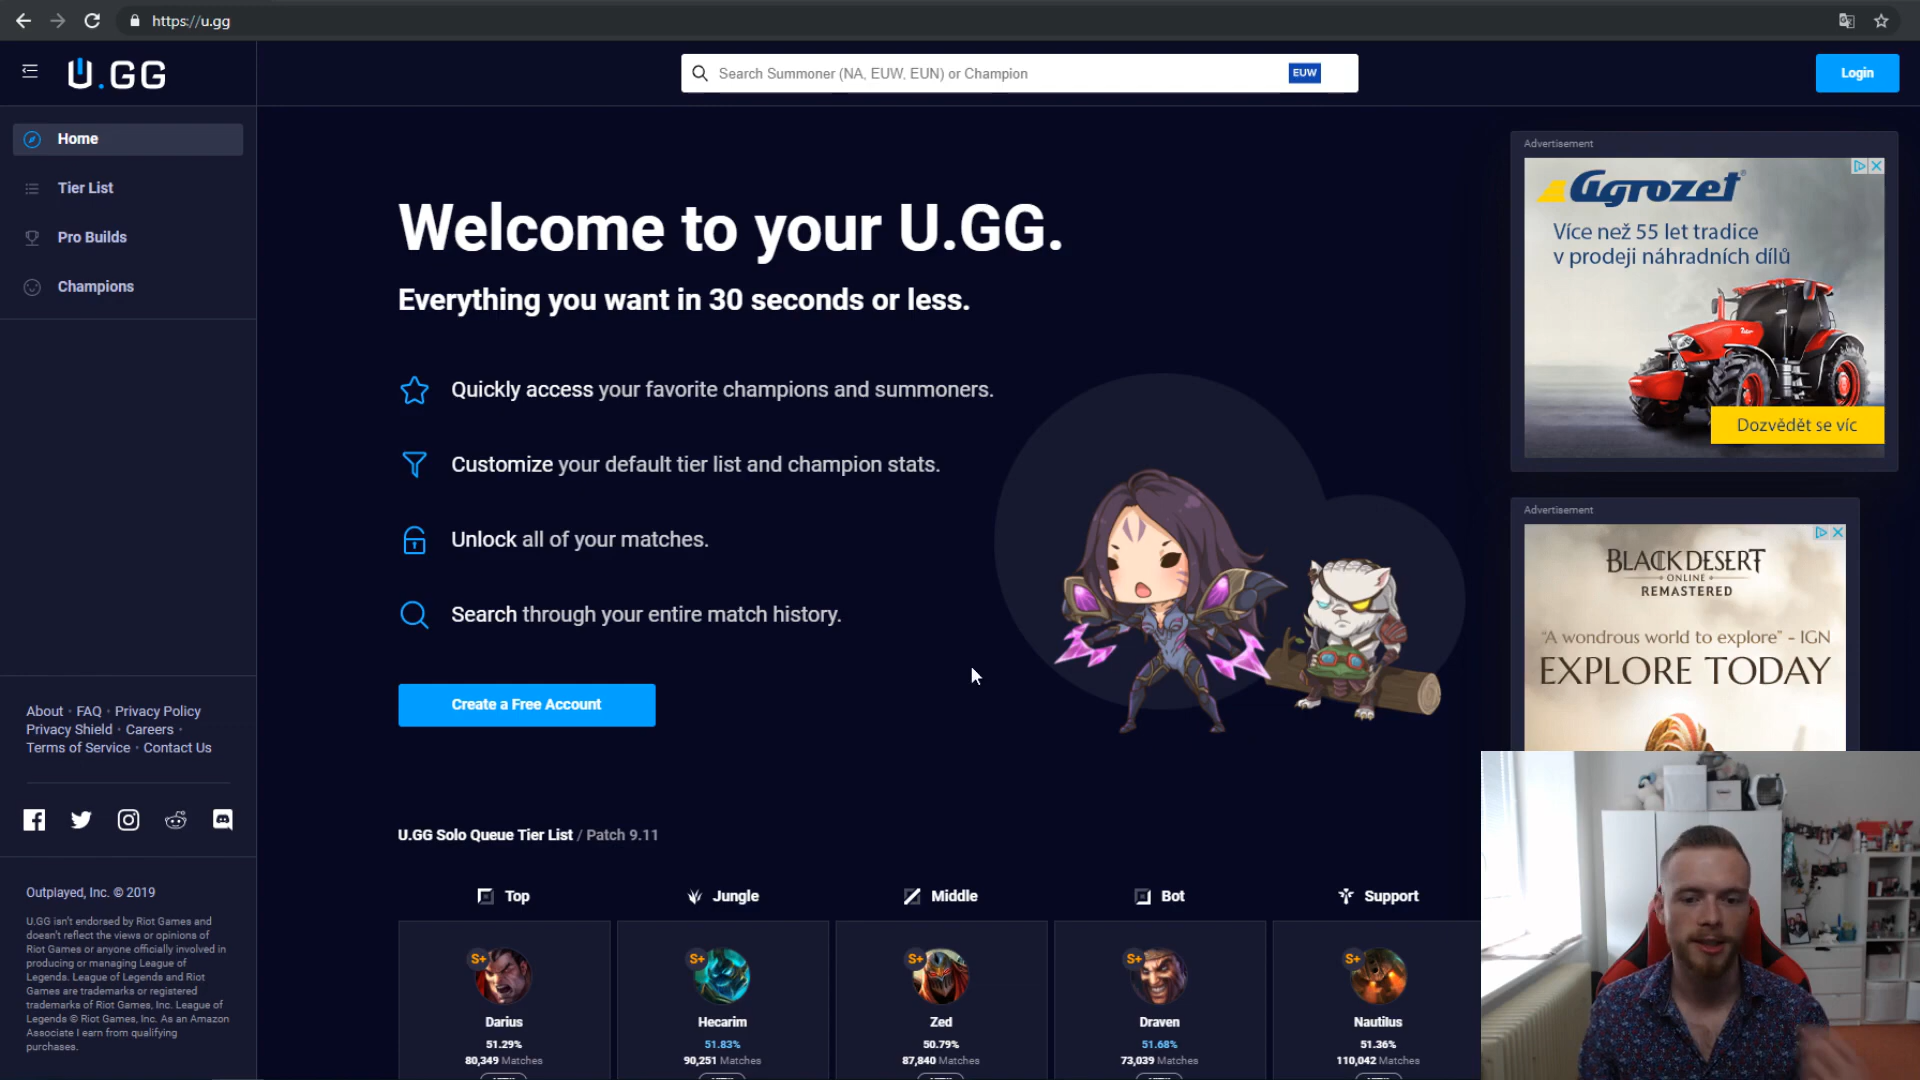 https://u.gg
U.GG
Search Summoner (NA, EUW, EUN) or Champion
EUW
Login
Home
Tier List
Pro Builds
Champions
Welcome to your U.GG.
Everything you want in 30 seconds or less.
Quickly access your favorite champions and summoners.
Customize your default tier list and champion stats.
Unlock all of your matches.
Search through your entire match history.
Create a Free Account
Advertisement
Agrozet
Více než 55 let tradice
v prodeji náhradních dílů
Dozvědět se víc
Advertisement
BLACK DESERT
ONLINE
REMASTERED
"A wondrous world to explore" - IGN
EXPLORE TODAY
About · FAQ · Privacy Policy
Privacy Shield · Careers ·
Terms of Service · Contact Us
Outplayed, Inc. © 2019
U.GG isn't endorsed by Riot Games and
doesn't reflect the views or opinions of
Riot Games or anyone officially involved in
producing or managing League of
Legends. League of Legends and Riot
Games are trademarks or registered
trademarks of Riot Games, Inc. League of
Legends © Riot Games, Inc. As an Amazon
Associate I earn from qualifying
purchases.
U.GG Solo Queue Tier List / Patch 9.11
Top
Jungle
Middle
Bot
Support
S+
S+
S+
S+
S+
Darius
51.29%
80,349 Matches
Hecarim
51.83%
90,251 Matches
Zed
50.79%
87,840 Matches
Draven
51.68%
73,039 Matches
Nautilus
51.36%
110,042 Matches